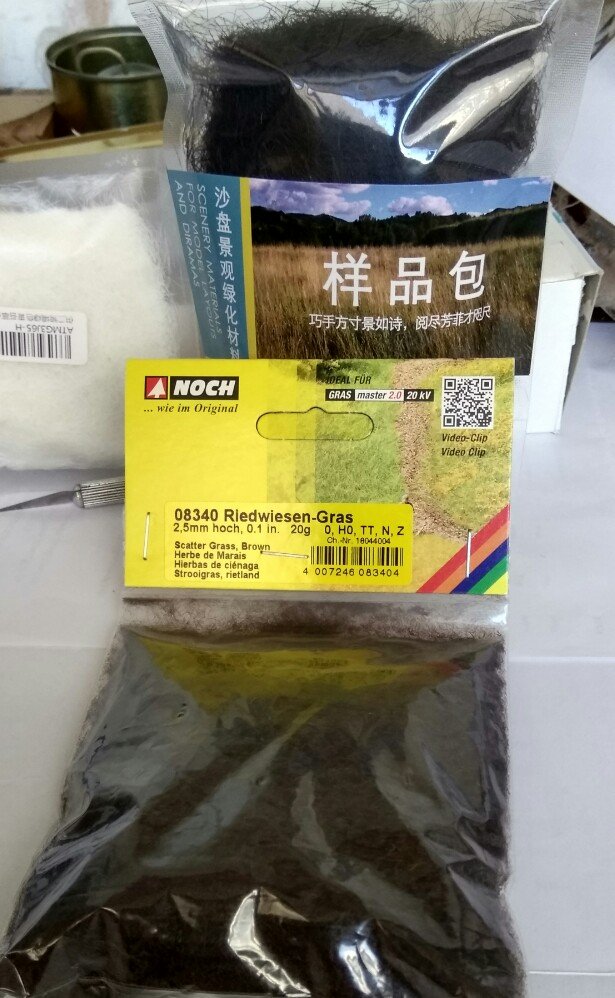 沙盘景观绿化材料
SCENERY MATERIALS
FOR MODEL LAYOUTS
AND DIRAMAS
样品包
巧手方寸景如诗，阅尽芳菲才咫尺
ATMG3J65-H
NOCH
... wie im Original
IDEAL FÜR
GRAS master 2.0 20 kV
Video-Clip
Video Clip
08340 Riedwiesen-Gras
2,5mm hoch, 0.1 in. 20g 0, H0, TT, N, Z
Ch.-Nr. 18044004
Scatter Grass, Brown
Herbe de Marais
Hierbas de ciénaga
Strooigras, rietland
4 007246 083404